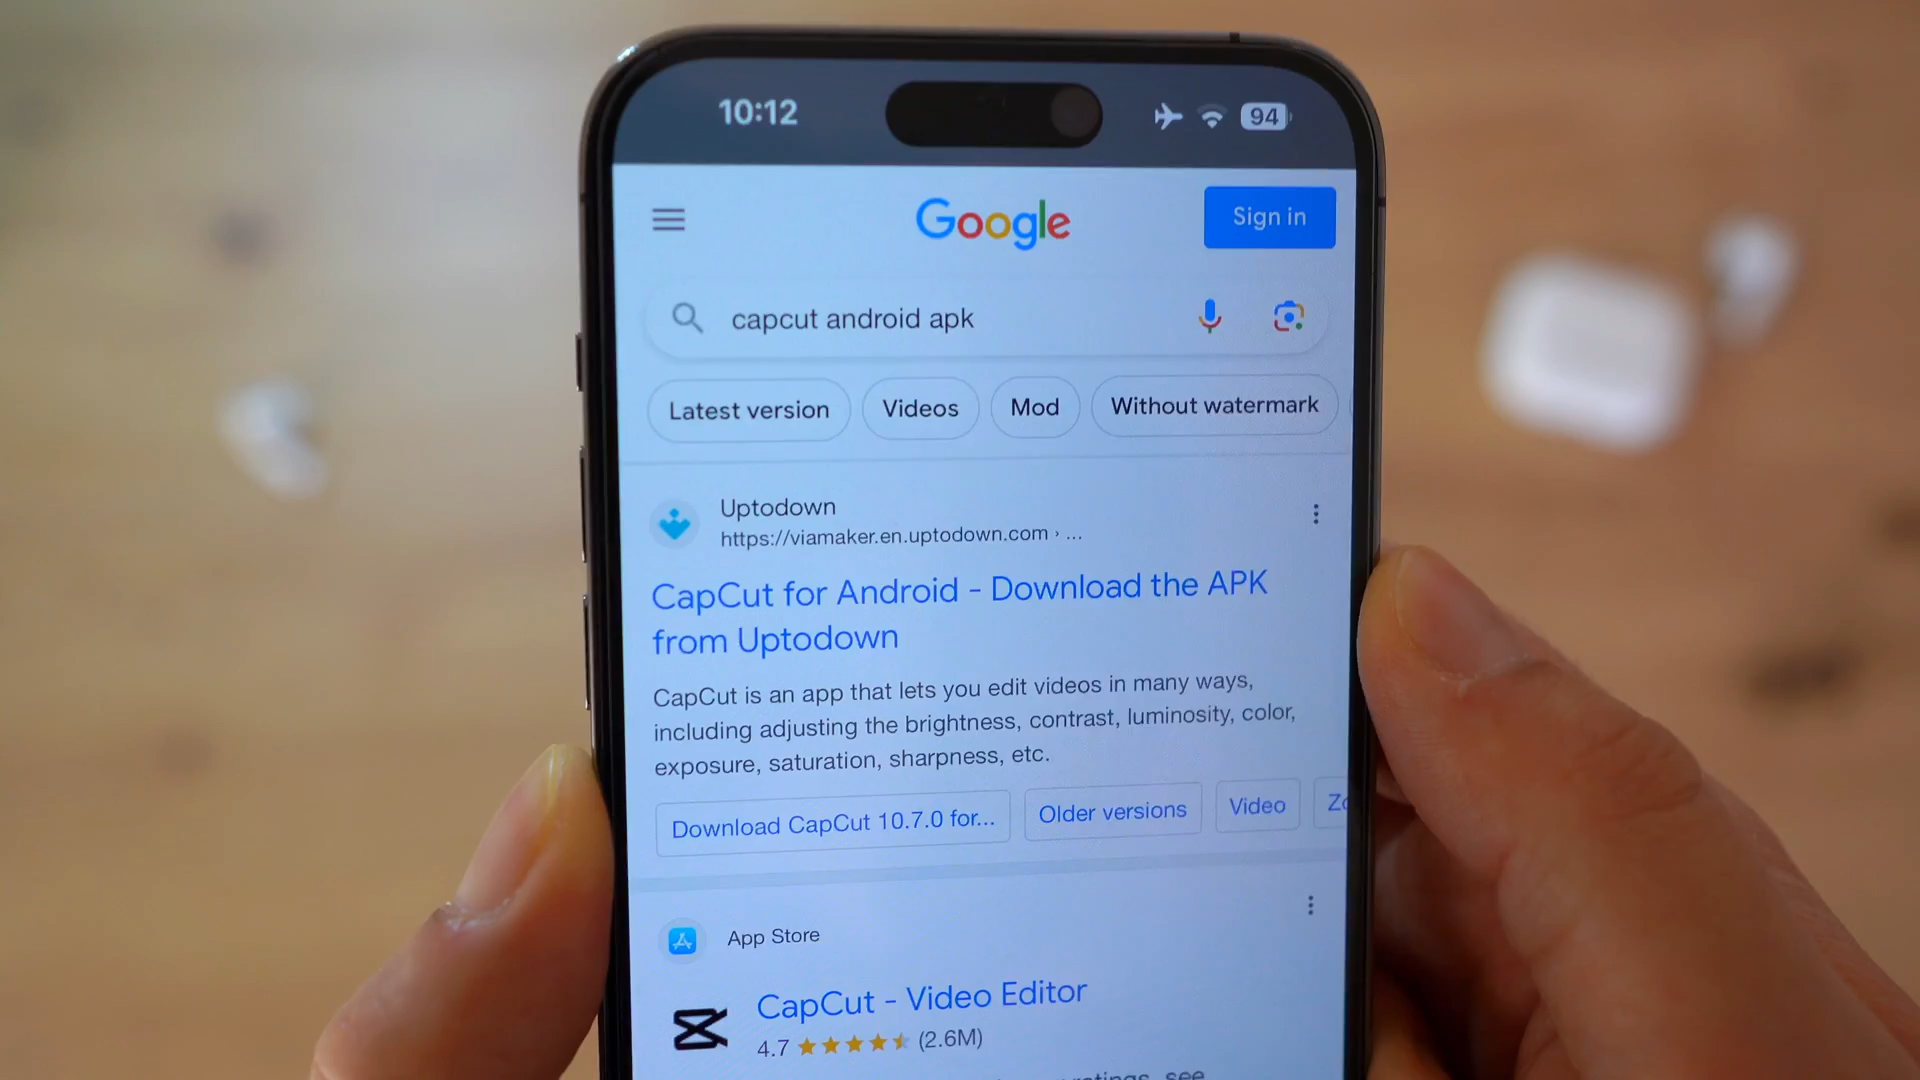 10:12
94
Google
Sign in
capcut android apk
Latest version
Videos
Mod
Without watermark
Uptodown
https://viamaker.en.uptodown.com › ...
CapCut for Android - Download the APK
from Uptodown
CapCut is an app that lets you edit videos in many ways,
including adjusting the brightness, contrast, luminosity, color,
exposure, saturation, sharpness, etc.
Download CapCut 10.7.0 for...
Older versions
Video
App Store
CapCut - Video Editor
4.7
(2.6M)
see